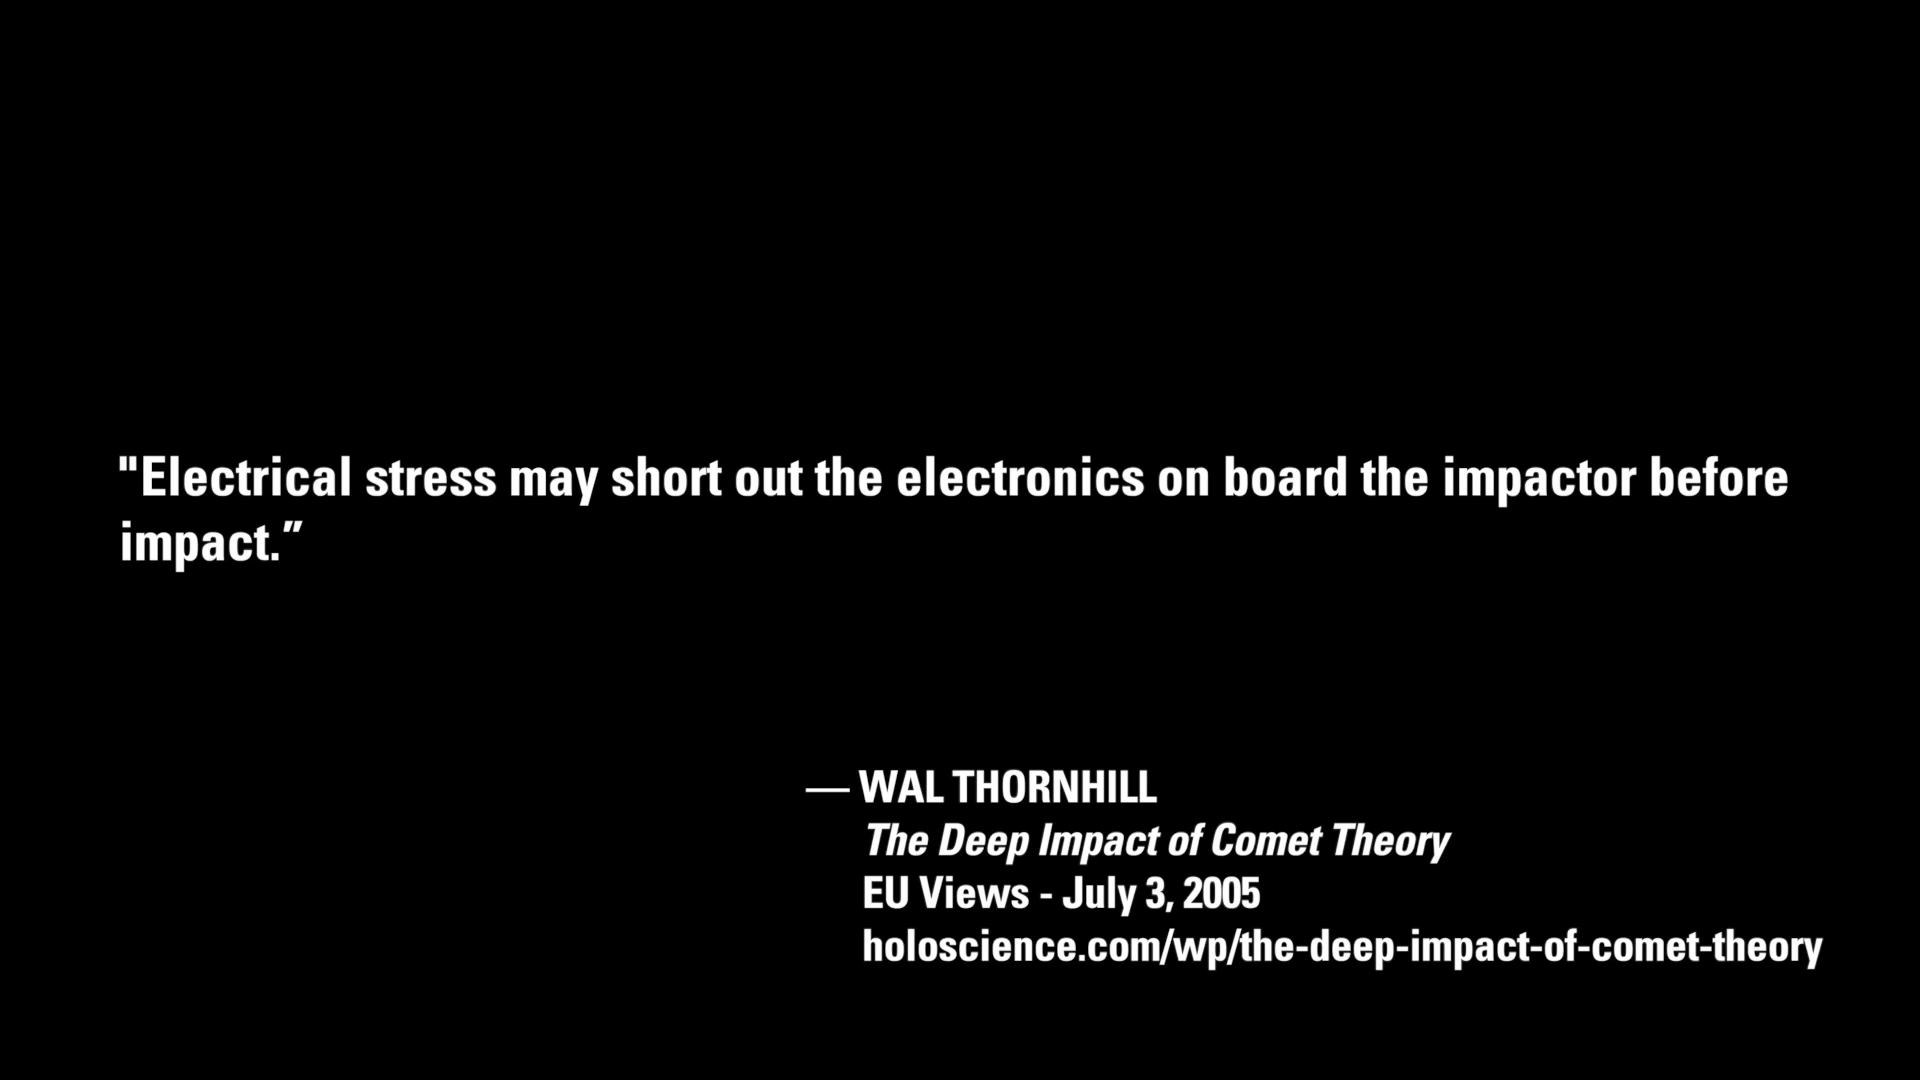 "Electrical stress may short out the electronics on board the impactor before
impact.”
— WAL THORNHILL
The Deep Impact of Comet Theory
EU Views - July 3, 2005
holoscience.com/wp/the-deep-impact-of-comet-theory